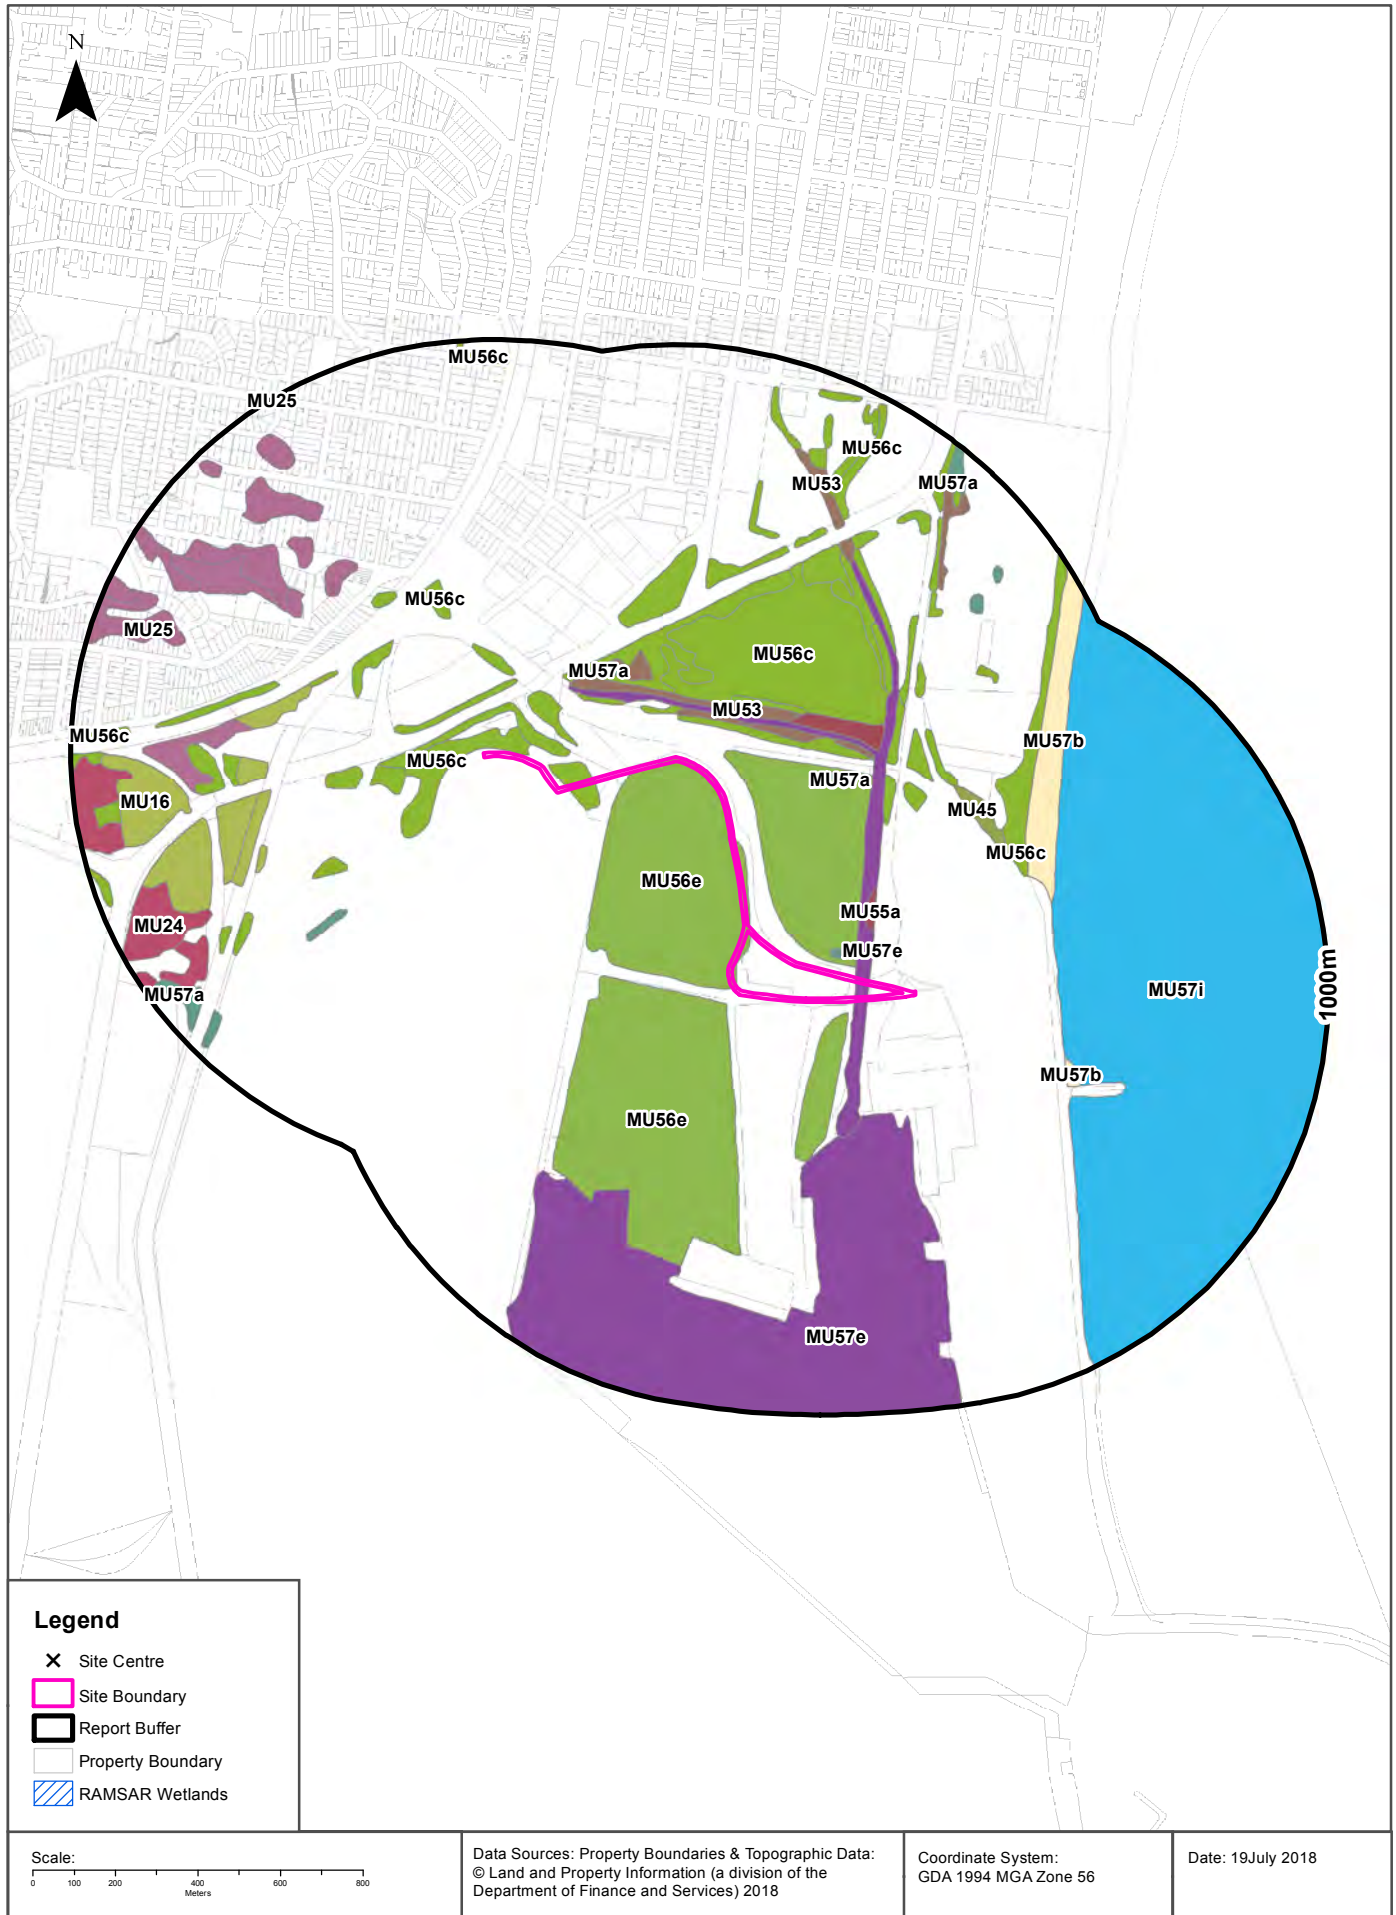 N
MU56c
MU25
MU56c
MU53
MU57a
MU56c
MU25
MU56c
MU57a
MU53
MU56c
MU57b
MU56c
MU57a
MU16
MU45
MU56c
MU56e
MU55a
MU24
MU57e
MU57a
MU57i
1000m
MU57b
MU56e
MU57e
Legend
Site Centre
Site Boundary
Report Buffer
Property Boundary
RAMSAR Wetlands
Scale:
0 100 200 400 600 800
Meters
Data Sources: Property Boundaries & Topographic Data:
© Land and Property Information (a division of the
Department of Finance and Services) 2018
Coordinate System:
GDA 1994 MGA Zone 56
Date: 19July 2018